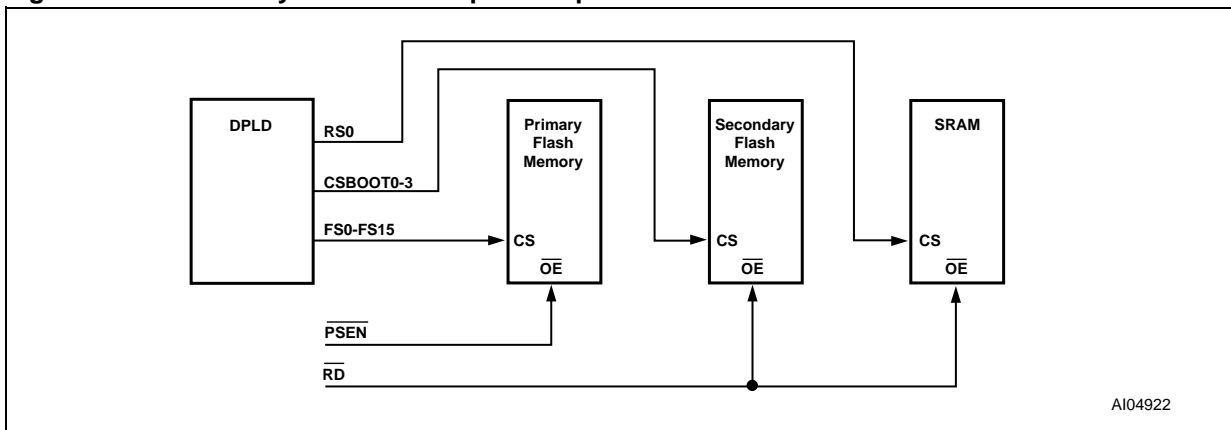 DPLD
RS0
CSBOOT0-3
FS0-FS15
Primary
Flash
Memory
CS
OE
Secondary
Flash
Memory
CS
OE
SRAM
CS
OE
PSEN
RD
AI04922